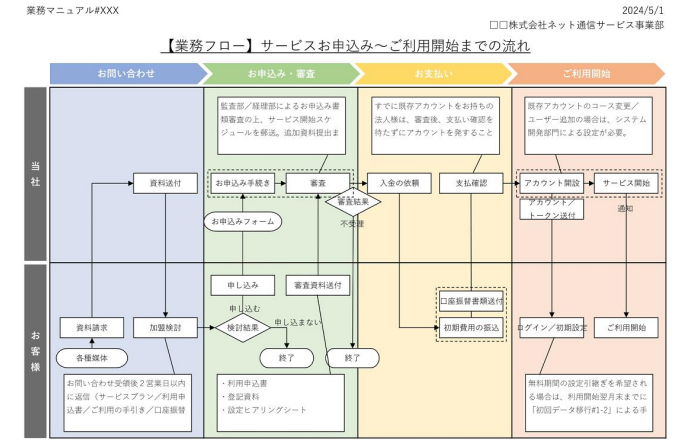 業務マニュアル#XXX
2024/5/1
□□株式会社ネット通信サービス事業部
【業務フロー】サービスお申込み～ご利用開始までの流れ
お問い合わせ
お申込み・審査
お支払い
ご利用開始
当社
監査部／経理部によるお申込み書
類審査の上、サービス開始スケ
ジュールを郵送。追加資料提出ま
すでに既存アカウントをお持ちの
法人様は、審査後、支払い確認を
待たずにアカウントを発すること
既存アカウントのコース変更／
ユーザー追加の場合は、システム
開発部門による設定が必要。
資料送付
お申込み手続き
審査
入金の依頼
支払確認
アカウント開設
サービス開始
審査結果
アカウント／
トークン送付
通知
お申込みフォーム
不受理
お客様
申し込み
審査資料送付
口座振替書類送付
申し込む
資料請求
加盟検討
検討結果
申し込まない
初期費用の振込
ログイン／初期設定
ご利用開始
各種媒体
終了
終了
お問い合わせ受領後２営業日以内
に返信（サービスプラン／利用申
込書／ご利用の手引き／口座振替
・利用申込書
・登記資料
・設定ヒアリングシート
無料期間の設定引継ぎを希望され
る場合は、利用開始翌月末までに
「初回データ移行#1-2」による手